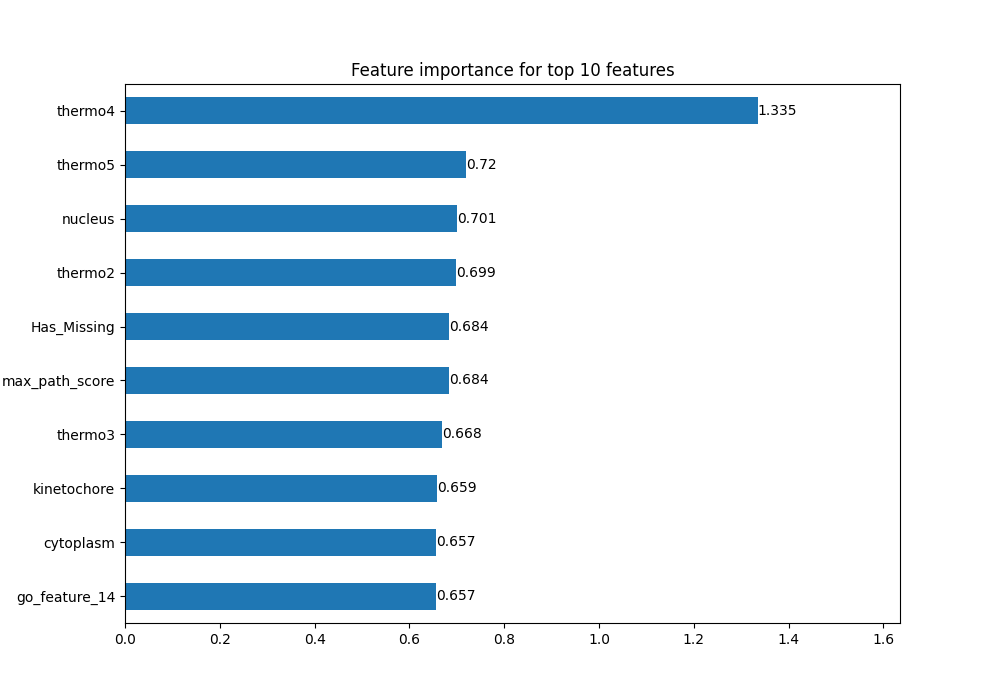 Feature importance for top 10 features
thermo4 1.335
thermo5 0.72
nucleus 0.701
thermo2 0.699
Has_Missing 0.684
max_path_score 0.684
thermo3 0.668
kinetochore 0.659
cytoplasm 0.657
go_feature_14 0.657
0.0 0.2 0.4 0.6 0.8 1.0 1.2 1.4 1.6